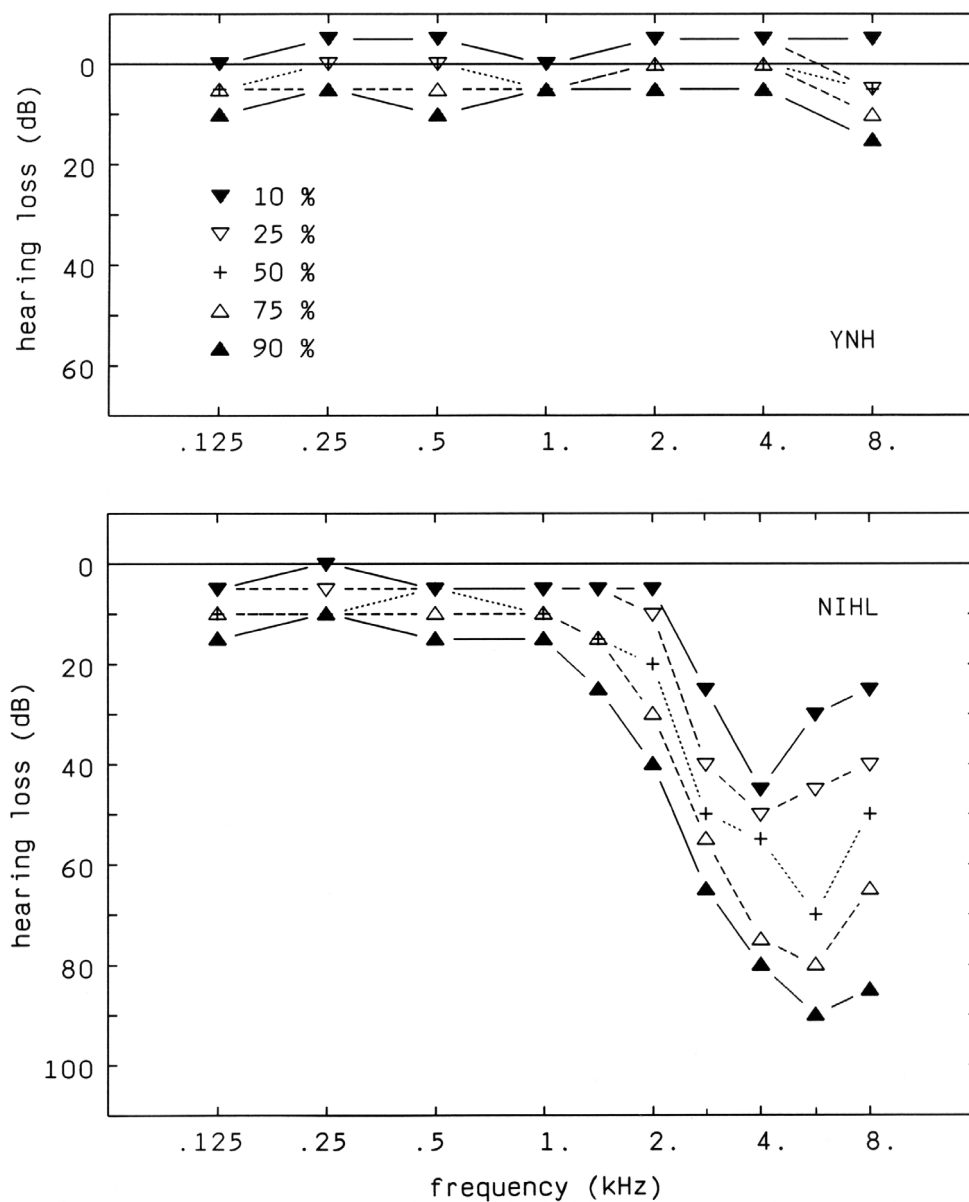 hearing loss (dB)
0
20
40
60
▼ 10 %
▽ 25 %
+ 50 %
△ 75 %
▲ 90 %
YNH
.125 .25 .5 1. 2. 4. 8.
hearing loss (dB)
0
20
40
60
80
100
NIHL
.125 .25 .5 1. 2. 4. 8.
frequency (kHz)